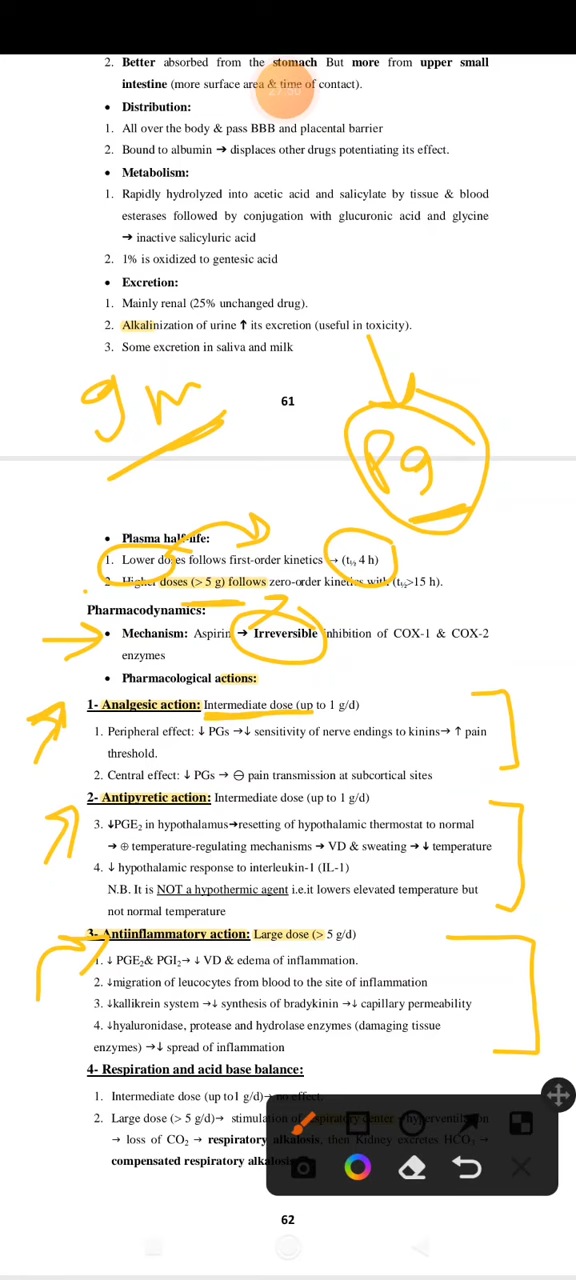 2. Better absorbed from the stomach But more from upper small
intestine (more surface area & time of contact).
• Distribution:
1. All over the body & pass BBB and placental barrier
2. Bound to albumin ➔ displaces other drugs potentiating its effect.
• Metabolism:
1. Rapidly hydrolyzed into acetic acid and salicylate by tissue & blood
esterases followed by conjugation with glucuronic acid and glycine
➔ inactive salicyluric acid
2. 1% is oxidized to gentesic acid
• Excretion:
1. Mainly renal (25% unchanged drug).
2. Alkalinization of urine ↑ its excretion (useful in toxicity).
3. Some excretion in saliva and milk
61
gm
Pg
• Plasma half life:
1. Lower doses follows first-order kinetics → (t½ 4 h)
2. Higher doses (> 5 g) follows zero-order kinetics with (t½>15 h).
Pharmacodynamics:
• Mechanism: Aspirin ➔ Irreversible inhibition of COX-1 & COX-2
enzymes
• Pharmacological actions:
1- Analgesic action: Intermediate dose (up to 1 g/d)
1. Peripheral effect: ↓ PGs →↓ sensitivity of nerve endings to kinins→ ↑ pain
threshold.
2. Central effect: ↓ PGs → ⊖ pain transmission at subcortical sites
2- Antipyretic action: Intermediate dose (up to 1 g/d)
3. ↓PGE₂ in hypothalamus➔resetting of hypothalamic thermostat to normal
→ ⊕ temperature-regulating mechanisms ➔ VD & sweating ➔↓ temperature
4. ↓ hypothalamic response to interleukin-1 (IL-1)
N.B. It is NOT a hypothermic agent i.e.it lowers elevated temperature but
not normal temperature
3- Antiinflammatory action: Large dose (> 5 g/d)
1. ↓ PGE₂& PGI₂→ ↓ VD & edema of inflammation.
2. ↓migration of leucocytes from blood to the site of inflammation
3. ↓kallikrein system →↓ synthesis of bradykinin →↓ capillary permeability
4. ↓hyaluronidase, protease and hydrolase enzymes (damaging tissue
enzymes) →↓ spread of inflammation
4- Respiration and acid base balance:
1. Intermediate dose (up to1 g/d)→ no effect.
2. Large dose (> 5 g/d)→ stimulation of respiratory center → hyperventilation
→ loss of CO₂ → respiratory alkalosis, then Kidney excretes HCO₃ →
compensated respiratory alkalosis
62